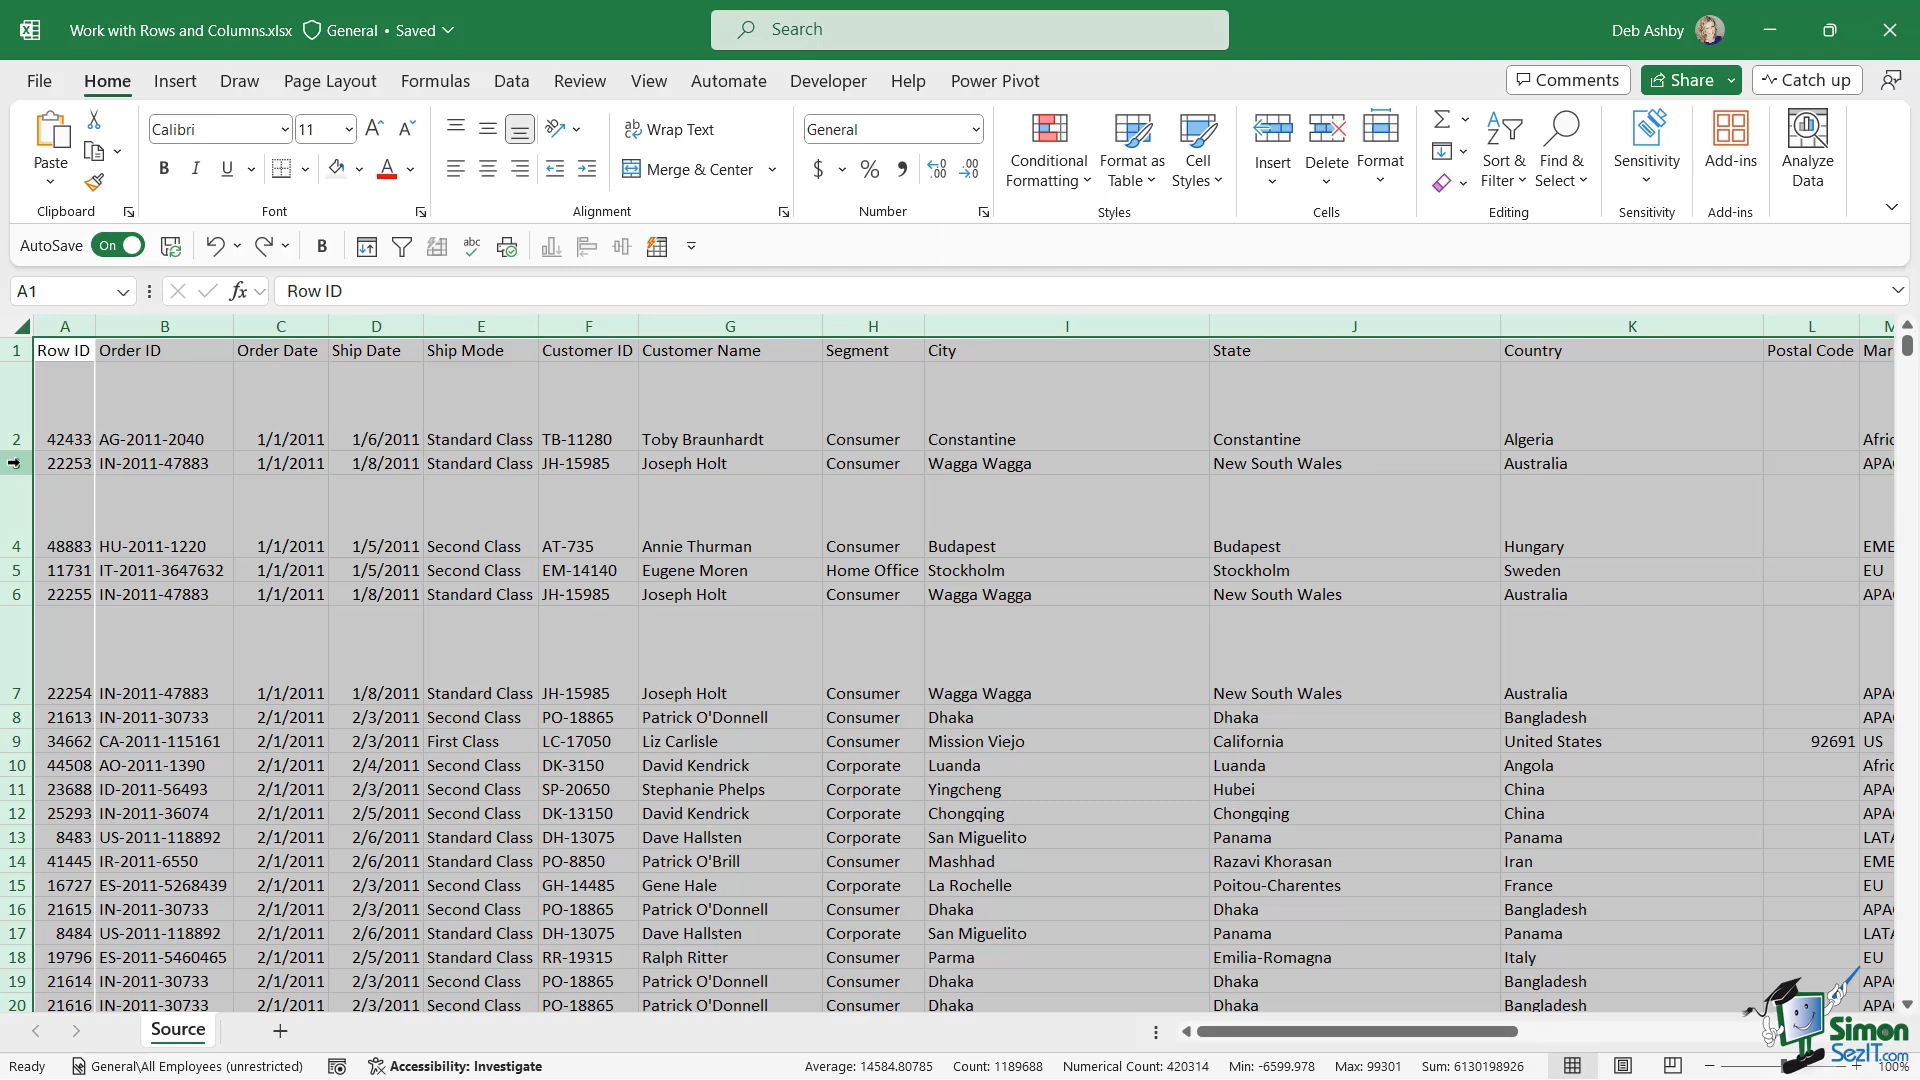 Work with Rows and Columns.xlsx General • Saved Search Deb Ashby
File Home Insert Draw Page Layout Formulas Data Review View Automate Developer Help Power Pivot Comments Share Catch up
Calibri 11 Wrap Text General
Paste Conditional Formatting Format as Table Cell Styles Insert Delete Format Sort & Filter Find & Select Sensitivity Add-ins Analyze Data
B I U A Merge & Center $ %
Clipboard Font Alignment Number Styles Cells Editing Sensitivity Add-ins
AutoSave On B abc
A1 fx Row ID
A B C D E F G H I J K L M
1 Row ID Order ID Order Date Ship Date Ship Mode Customer ID Customer Name Segment City State Country Postal Code Mar
2 42433 AG-2011-2040 1/1/2011 1/6/2011 Standard Class TB-11280 Toby Braunhardt Consumer Constantine Constantine Algeria Afric
22253 IN-2011-47883 1/1/2011 1/8/2011 Standard Class JH-15985 Joseph Holt Consumer Wagga Wagga New South Wales Australia APAC
4 48883 HU-2011-1220 1/1/2011 1/5/2011 Second Class AT-735 Annie Thurman Consumer Budapest Budapest Hungary EME
5 11731 IT-2011-3647632 1/1/2011 1/5/2011 Second Class EM-14140 Eugene Moren Home Office Stockholm Stockholm Sweden EU
6 22255 IN-2011-47883 1/1/2011 1/8/2011 Standard Class JH-15985 Joseph Holt Consumer Wagga Wagga New South Wales Australia APAC
7 22254 IN-2011-47883 1/1/2011 1/8/2011 Standard Class JH-15985 Joseph Holt Consumer Wagga Wagga New South Wales Australia APAC
8 21613 IN-2011-30733 2/1/2011 2/3/2011 Second Class PO-18865 Patrick O'Donnell Consumer Dhaka Dhaka Bangladesh APAC
9 34662 CA-2011-115161 2/1/2011 2/3/2011 First Class LC-17050 Liz Carlisle Consumer Mission Viejo California United States 92691 US
10 44508 AO-2011-1390 2/1/2011 2/4/2011 Second Class DK-3150 David Kendrick Corporate Luanda Luanda Angola Afric
11 23688 ID-2011-56493 2/1/2011 2/3/2011 Second Class SP-20650 Stephanie Phelps Corporate Yingcheng Hubei China APAC
12 25293 IN-2011-36074 2/1/2011 2/5/2011 Second Class DK-13150 David Kendrick Corporate Chongqing Chongqing China APAC
13 8483 US-2011-118892 2/1/2011 2/6/2011 Standard Class DH-13075 Dave Hallsten Corporate San Miguelito Panama Panama LATA
14 41445 IR-2011-6550 2/1/2011 2/6/2011 Standard Class PO-8850 Patrick O'Brill Consumer Mashhad Razavi Khorasan Iran EME
15 16727 ES-2011-5268439 2/1/2011 2/3/2011 Second Class GH-14485 Gene Hale Corporate La Rochelle Poitou-Charentes France EU
16 21615 IN-2011-30733 2/1/2011 2/3/2011 Second Class PO-18865 Patrick O'Donnell Consumer Dhaka Dhaka Bangladesh APAC
17 8484 US-2011-118892 2/1/2011 2/6/2011 Standard Class DH-13075 Dave Hallsten Corporate San Miguelito Panama Panama LATA
18 19796 ES-2011-5460465 2/1/2011 2/5/2011 Standard Class RR-19315 Ralph Ritter Consumer Parma Emilia-Romagna Italy EU
19 21614 IN-2011-30733 2/1/2011 2/3/2011 Second Class PO-18865 Patrick O'Donnell Consumer Dhaka Dhaka Bangladesh APAC
20 21616 IN-2011-30733 2/1/2011 2/3/2011 Second Class PO-18865 Patrick O'Donnell Consumer Dhaka Dhaka Bangladesh APAC
Source
Simon SezIT.com
Ready General\All Employees (unrestricted) Accessibility: Investigate Average: 14584.80785 Count: 1189688 Numerical Count: 420314 Min: -6599.978 Max: 99301 Sum: 6130198926 100%